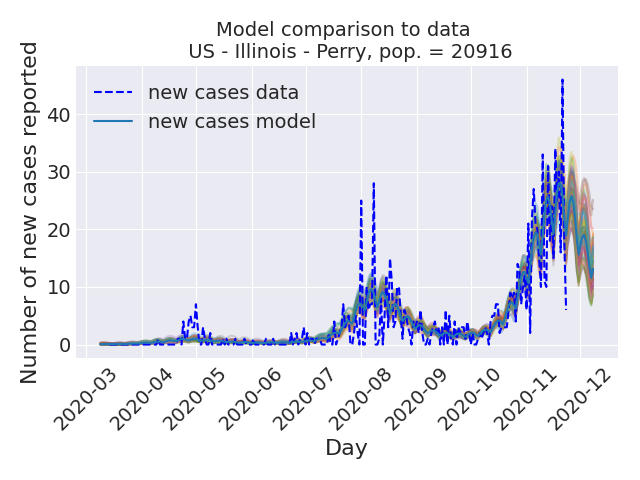 Model comparison to data
US - Illinois - Perry, pop. = 20916
Number of new cases reported
new cases data
new cases model
40
30
20
10
0
2020-03
2020-04
2020-05
2020-06
2020-07
2020-08
2020-09
2020-10
2020-11
2020-12
Day